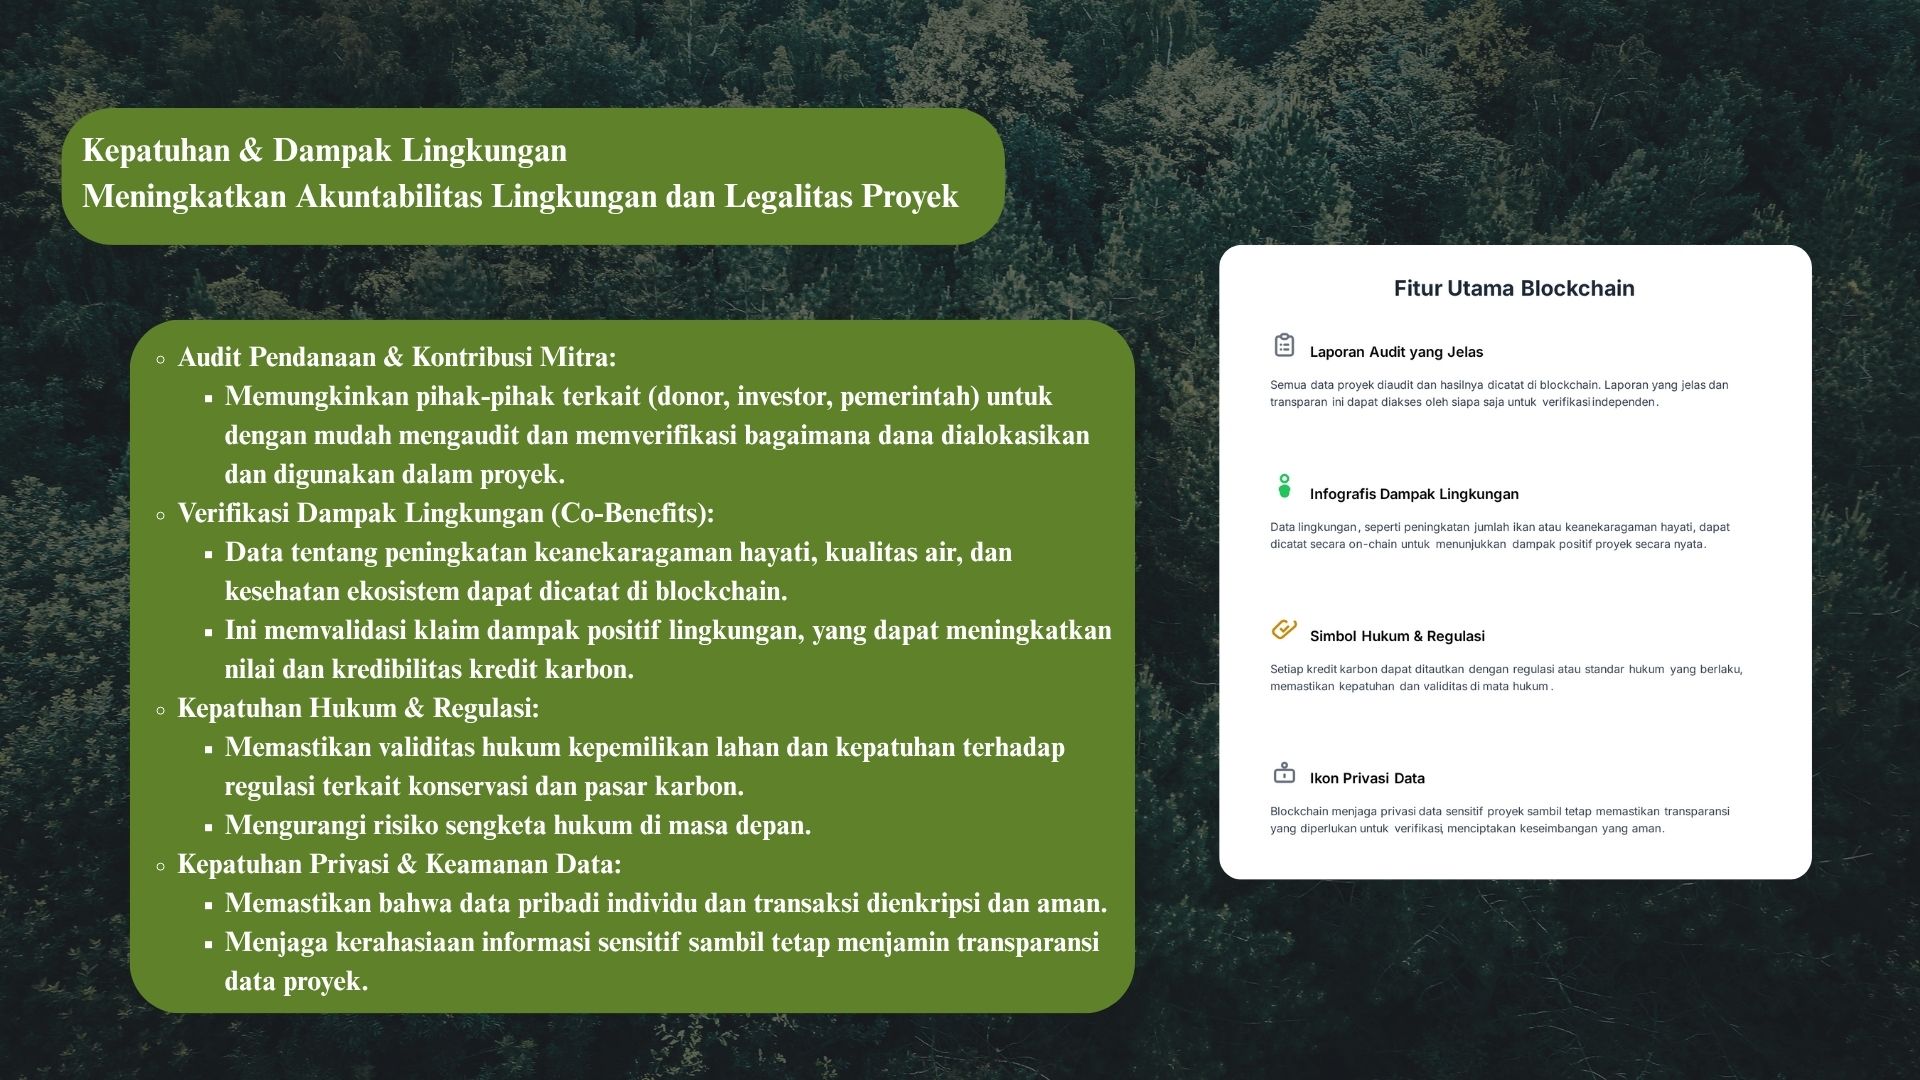 Kepatuhan & Dampak Lingkungan
Meningkatkan Akuntabilitas Lingkungan dan Legalitas Proyek
Audit Pendanaan & Kontribusi Mitra:
Memungkinkan pihak-pihak terkait (donor, investor, pemerintah) untuk
dengan mudah mengaudit dan memverifikasi bagaimana dana dialokasikan
dan digunakan dalam proyek.
Verifikasi Dampak Lingkungan (Co-Benefits):
Data tentang peningkatan keanekaragaman hayati, kualitas air, dan
kesehatan ekosistem dapat dicatat di blockchain.
Ini memvalidasi klaim dampak positif lingkungan, yang dapat meningkatkan
nilai dan kredibilitas kredit karbon.
Kepatuhan Hukum & Regulasi:
Memastikan validitas hukum kepemilikan lahan dan kepatuhan terhadap
regulasi terkait konservasi dan pasar karbon.
Mengurangi risiko sengketa hukum di masa depan.
Kepatuhan Privasi & Keamanan Data:
Memastikan bahwa data pribadi individu dan transaksi dienkripsi dan aman.
Menjaga kerahasiaan informasi sensitif sambil tetap menjamin transparansi
data proyek.
Fitur Utama Blockchain
Laporan Audit yang Jelas
Semua data proyek diaudit dan hasilnya dicatat di blockchain. Laporan yang jelas dan
transparan ini dapat diakses oleh siapa saja untuk verifikasi independen.
Infografis Dampak Lingkungan
Data lingkungan, seperti peningkatan jumlah ikan atau keanekaragaman hayati, dapat
dicatat secara on-chain untuk menunjukkan dampak positif proyek secara nyata.
Simbol Hukum & Regulasi
Setiap kredit karbon dapat ditautkan dengan regulasi atau standar hukum yang berlaku,
memastikan kepatuhan dan validitas di mata hukum.
Ikon Privasi Data
Blockchain menjaga privasi data sensitif proyek sambil tetap memastikan transparansi
yang diperlukan untuk verifikasi, menciptakan keseimbangan yang aman.